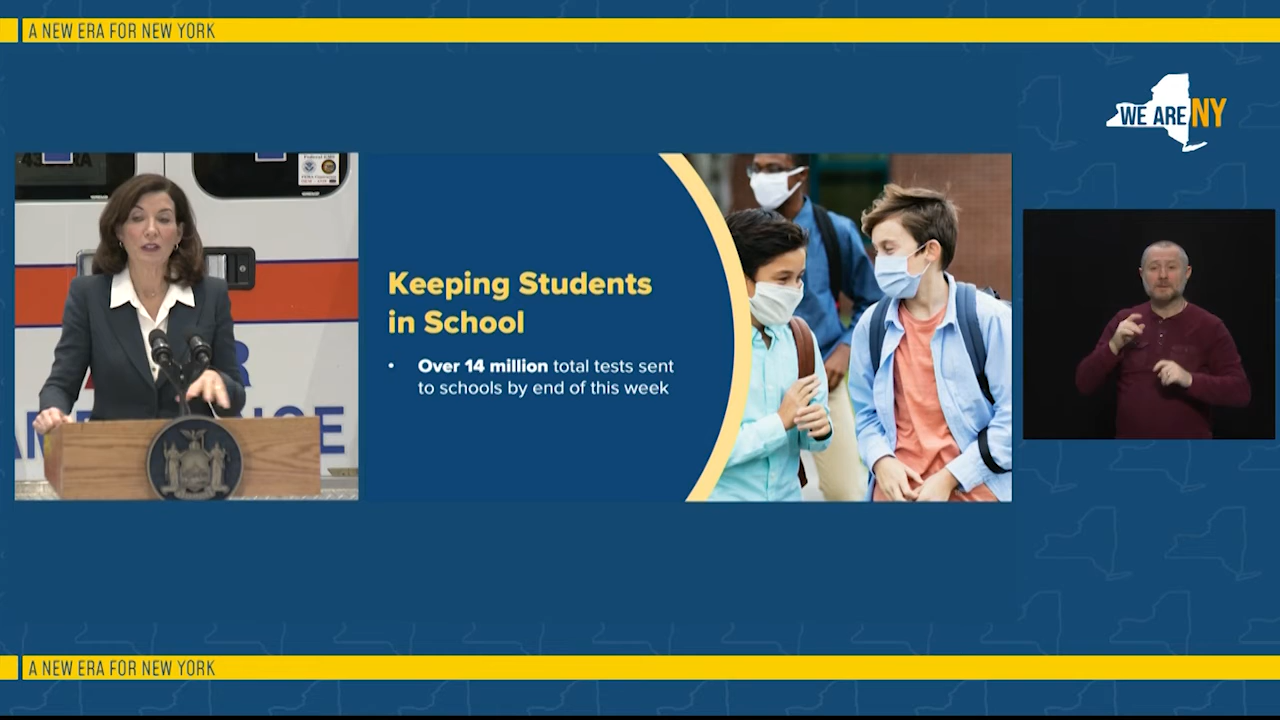 A NEW ERA FOR NEW YORK
WE ARE NY
Keeping Students
in School
• Over 14 million total tests sent
to schools by end of this week
A NEW ERA FOR NEW YORK